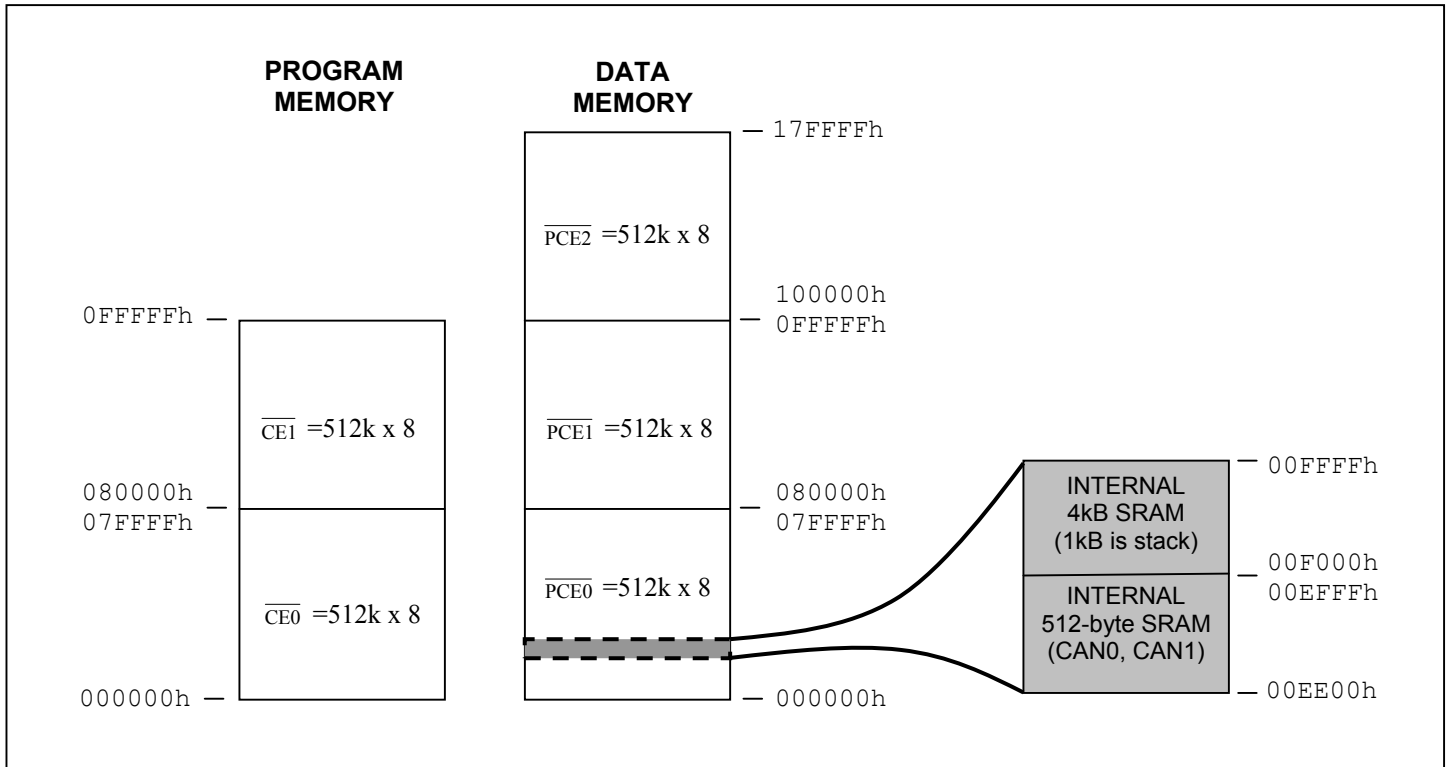 PROGRAM
MEMORY
DATA
MEMORY
17FFFFh
PCE2 =512k x 8
100000h
0FFFFFh
0FFFFFh
CE1 =512k x 8
PCE1 =512k x 8
080000h
07FFFFh
080000h
07FFFFh
CE0 =512k x 8
PCE0 =512k x 8
000000h
000000h
INTERNAL
4kB SRAM
(1kB is stack)
INTERNAL
512-byte SRAM
(CAN0, CAN1)
00FFFFh
00F000h
00EFFFh
00EE00h